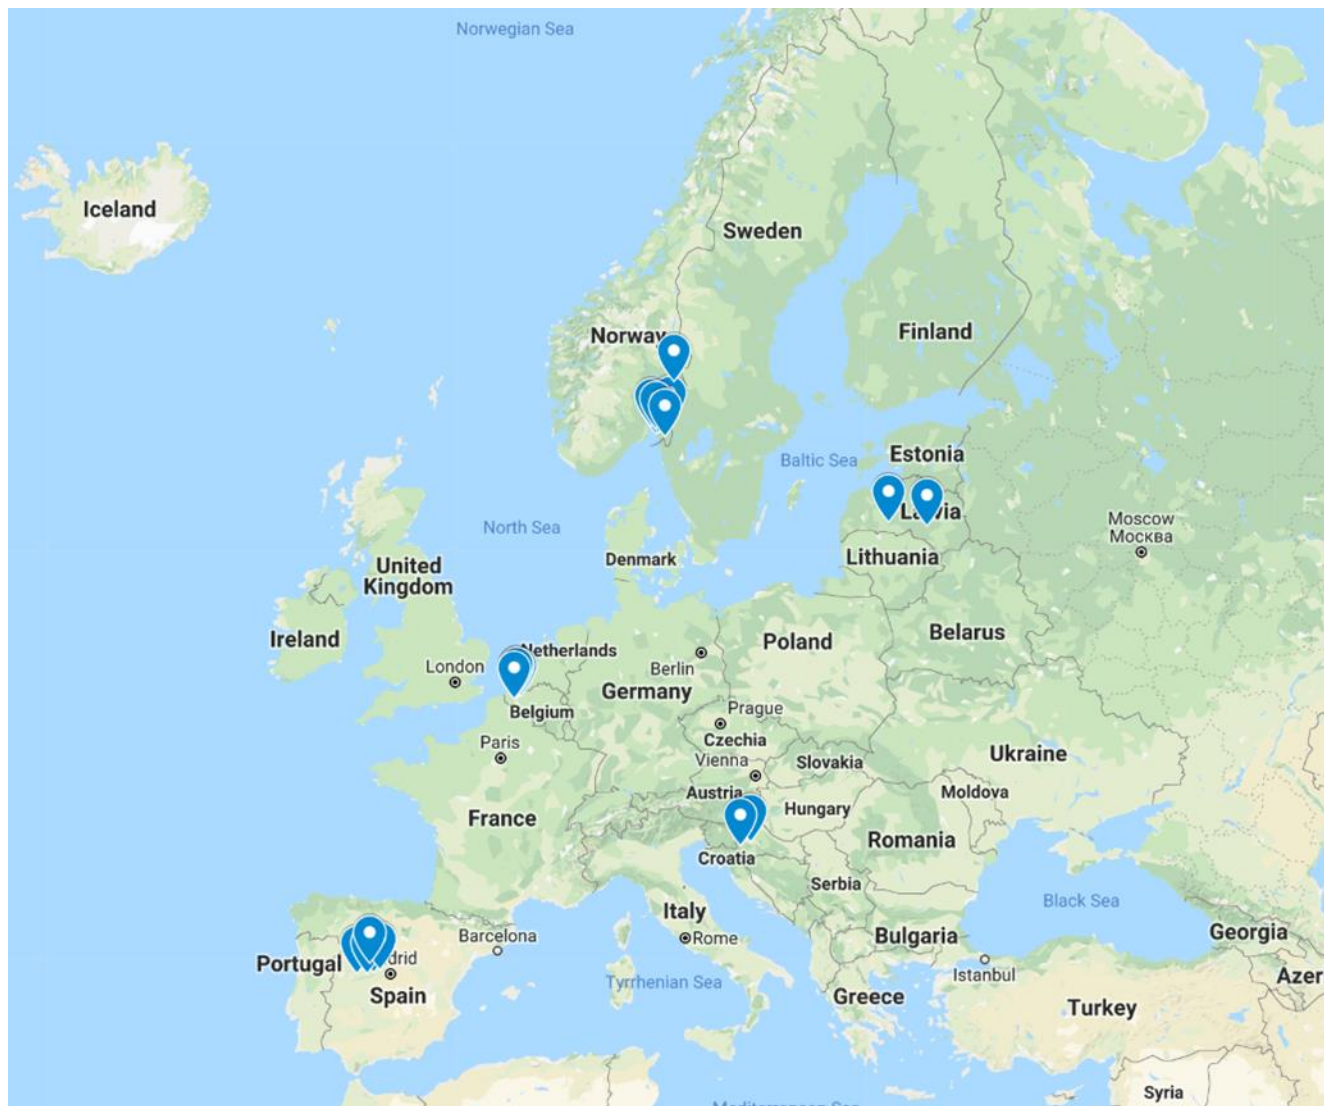 Norwegian Sea
Iceland
Sweden
Norway
Finland
Estonia
Baltic Sea
North Sea
Moscow
Москва
Denmark
Lithuania
United
Kingdom
Ireland
Netherlands
Belarus
Poland
London
Berlin
Germany
Belgium
Prague
Paris
Czechia
Ukraine
Vienna
Slovakia
Austria
Moldova
Hungary
France
Romania
Croatia
Serbia
Black Sea
Italy
Barcelona
Rome
Bulgaria
Georgia
Portugal
drid
Istanbul
Azer
Tyrrhenian Sea
Spain
Greece
Turkey
Syria